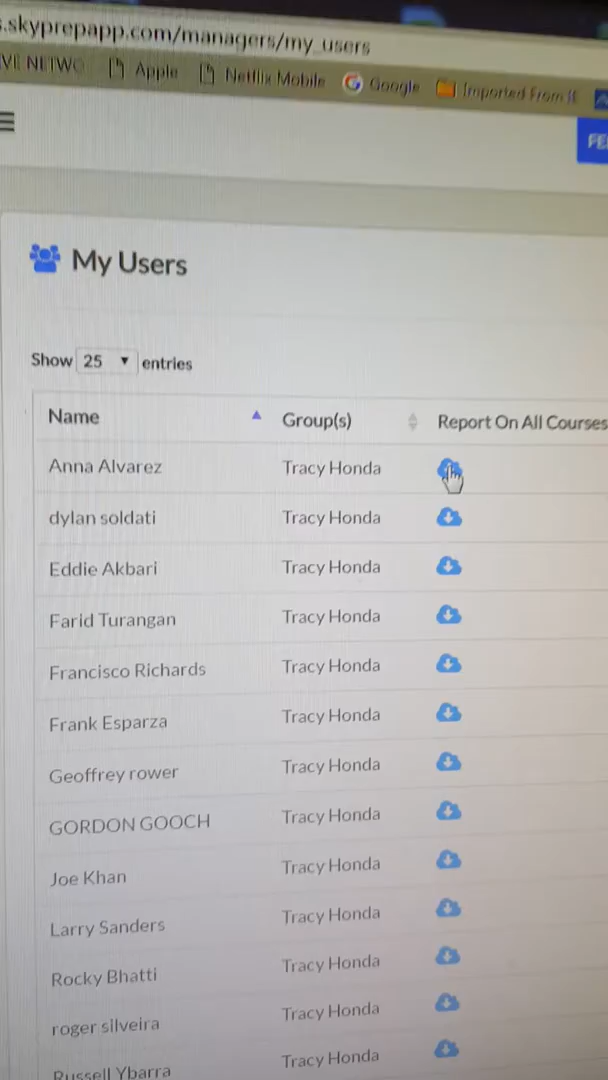 .skyprepapp.com/managers/my_users
Apple Netflix Mobile Google Imported From IE
My Users
Show 25 entries
Name Group(s) Report On All Courses
Anna Alvarez Tracy Honda
dylan soldati Tracy Honda
Eddie Akbari Tracy Honda
Farid Turangan Tracy Honda
Francisco Richards Tracy Honda
Frank Esparza Tracy Honda
Geoffrey rower Tracy Honda
GORDON GOOCH Tracy Honda
Joe Khan Tracy Honda
Larry Sanders Tracy Honda
Rocky Bhatti Tracy Honda
roger silveira Tracy Honda
Russell Ybarra Tracy Honda